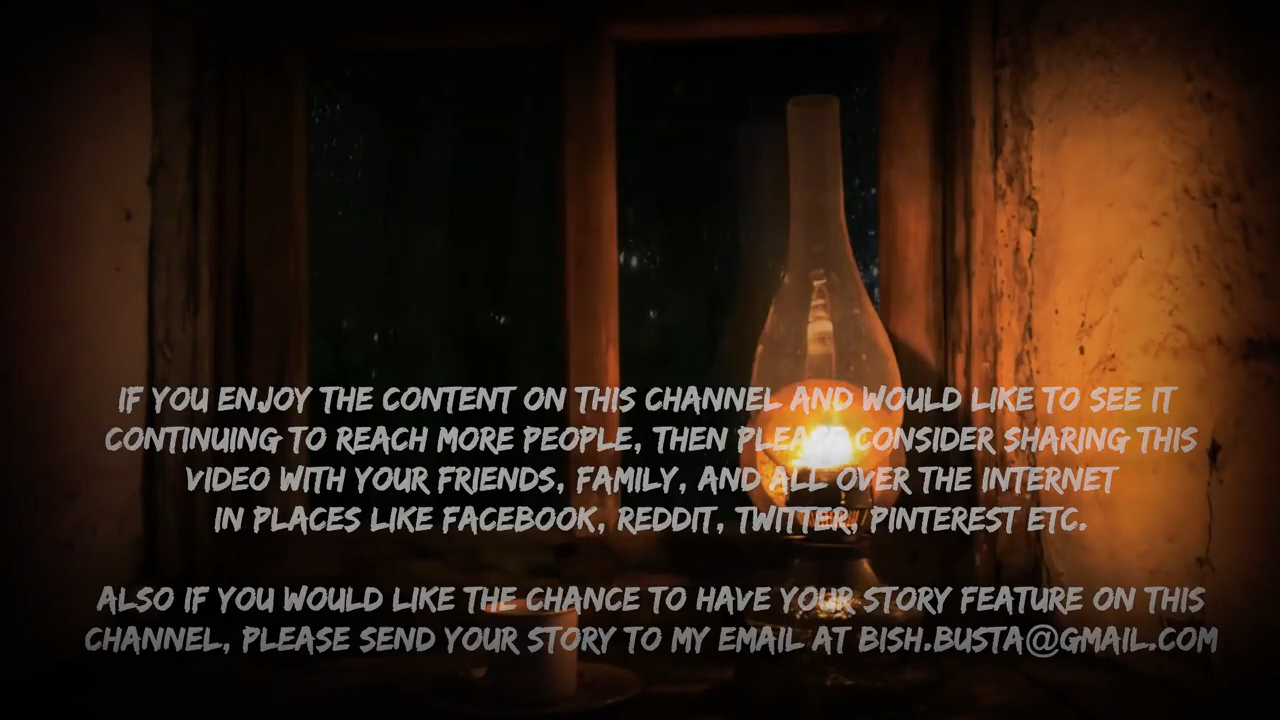 IF YOU ENJOY THE CONTENT ON THIS CHANNEL AND WOULD LIKE TO SEE IT
CONTINUING TO REACH MORE PEOPLE, THEN PLEASE CONSIDER SHARING THIS
VIDEO WITH YOUR FRIENDS, FAMILY, AND ALL OVER THE INTERNET
IN PLACES LIKE FACEBOOK, REDDIT, TWITTER, PINTEREST ETC.
ALSO IF YOU WOULD LIKE THE CHANCE TO HAVE YOUR STORY FEATURE ON THIS
CHANNEL, PLEASE SEND YOUR STORY TO MY EMAIL AT BISH.BUSTA@GMAIL.COM